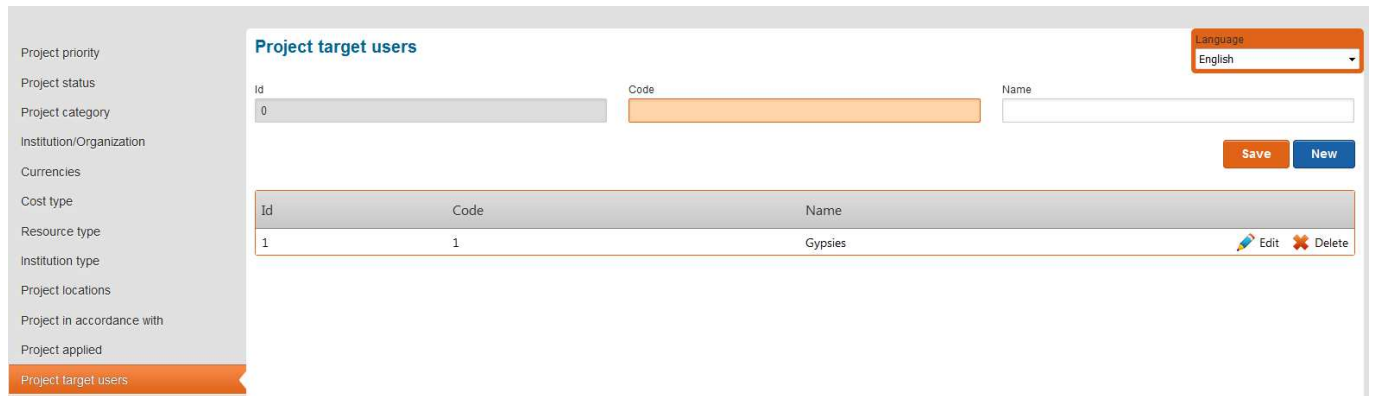 Project priority
Project status
Project category
Institution/Organization
Currencies
Cost type
Resource type
Institution type
Project locations
Project in accordance with
Project applied
Project target users
Project target users
Language
English
Id Code Name
0
Save New
Id Code Name
1 1 Gypsies Edit Delete